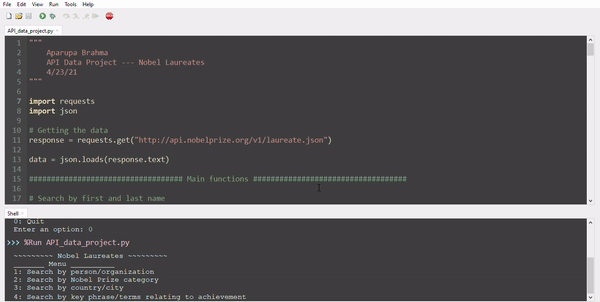 File Edit View Run Tools Help
API_data_project.py
1 """
2 Aparupa Brahma
3 API Data Project --- Nobel Laureates
4 4/23/21
5 """
6
7 import requests
8 import json
9
10 # Getting the data
11 response = requests.get("http://api.nobelprize.org/v1/laureate.json")
12
13 data = json.loads(response.text)
14
15 ################################### Main functions ###################################
16
17 # Search by first and last name
Shell
0: Quit
Enter an option: 0
>>> %Run API_data_project.py
~~~~~~~~~ Nobel Laureates ~~~~~~~~~
________ Menu ________
1: Search by person/organization
2: Search by Nobel Prize category
3: Search by country/city
4: Search by key phrase/terms relating to achievement